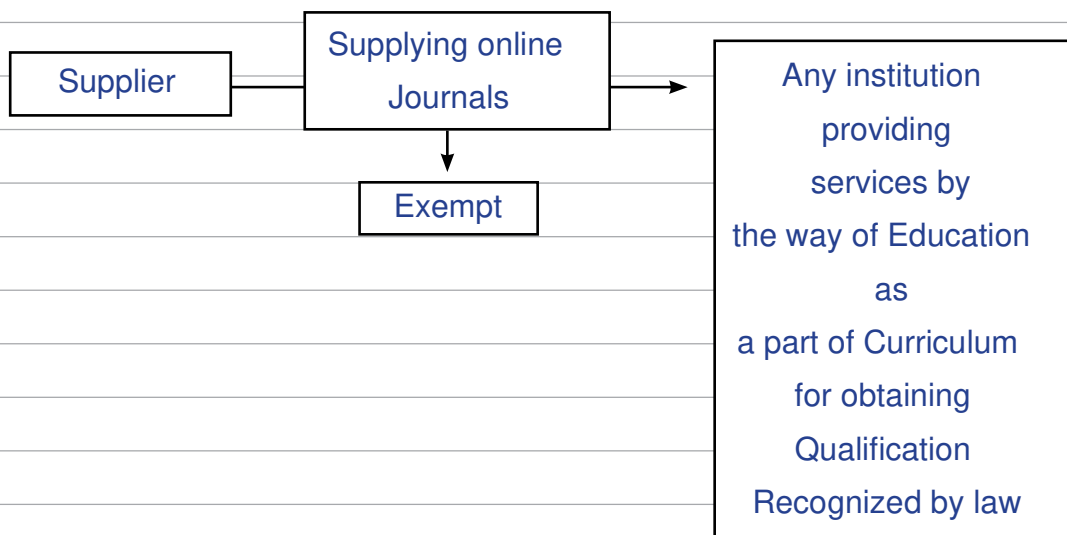 Supplier
Supplying online
Journals
Exempt
Any institution
providing
services by
the way of Education
as
a part of Curriculum
for obtaining
Qualification
Recognized by law